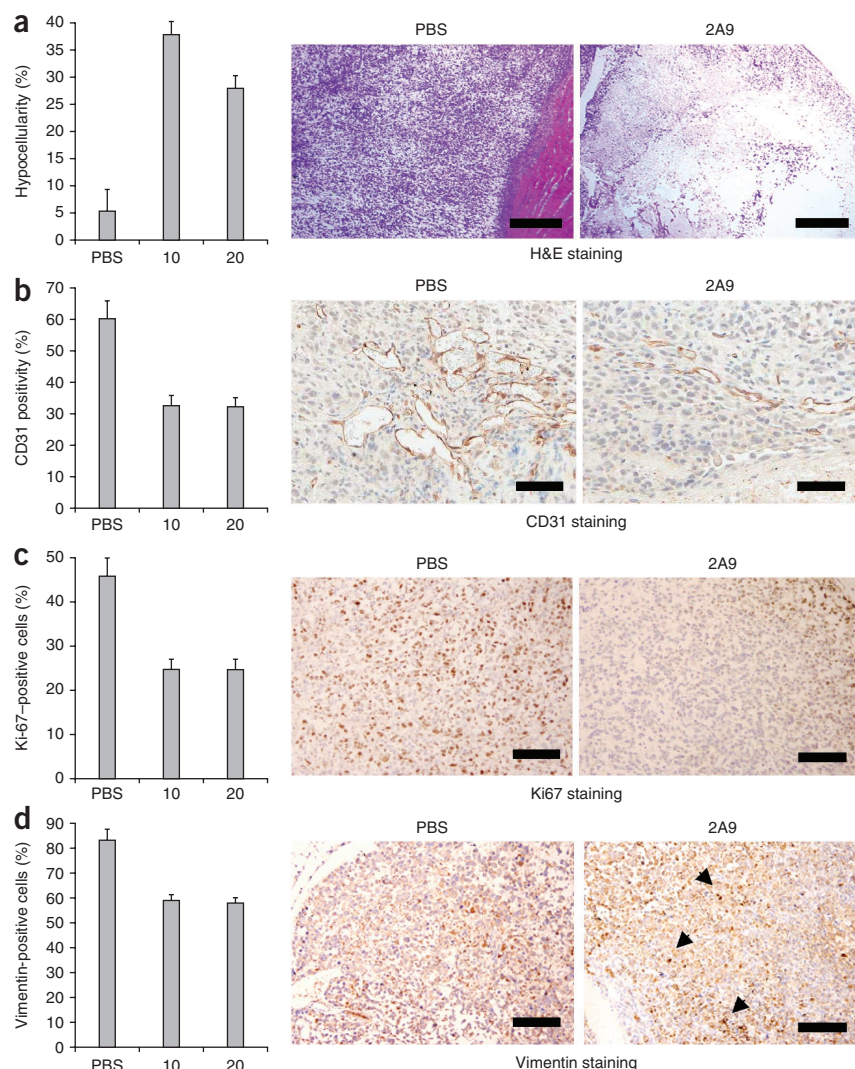 a
Hypocellularity (%)
40
35
30
25
20
15
10
5
0
PBS 10 20
PBS 2A9
H&E staining
b
CD31 positivity (%)
70
60
50
40
30
20
10
0
PBS 10 20
PBS 2A9
CD31 staining
c
Ki-67–positive cells (%)
50
40
30
20
10
0
PBS 10 20
PBS 2A9
Ki67 staining
d
Vimentin-positive cells (%)
90
80
70
60
50
40
30
20
10
0
PBS 10 20
PBS 2A9
Vimentin staining